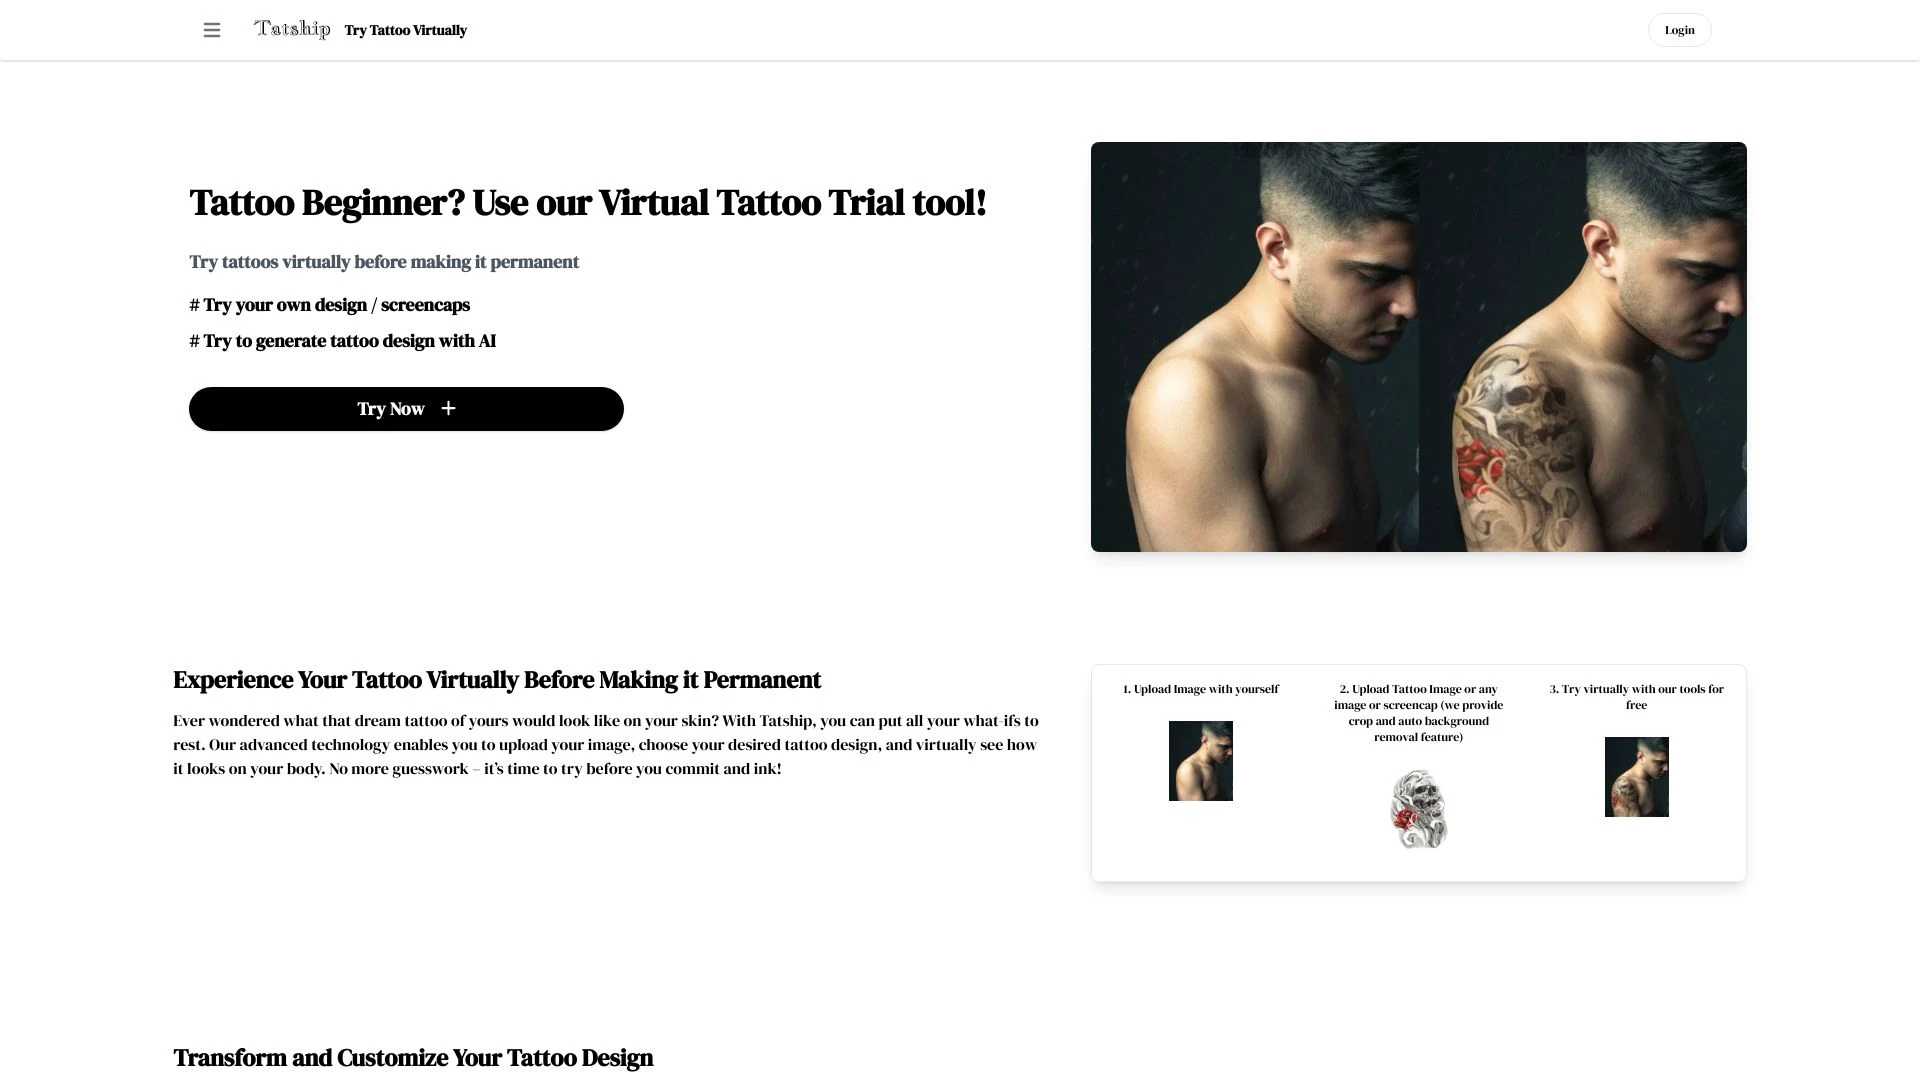 Tatship
Try Tattoo Virtually
Login
Tattoo Beginner? Use our Virtual Tattoo Trial tool!
Try tattoos virtually before making it permanent
# Try your own design / screencaps
# Try to generate tattoo design with AI
Try Now +
Experience Your Tattoo Virtually Before Making it Permanent
Ever wondered what that dream tattoo of yours would look like on your skin? With Tatship, you can put all your what-ifs to
rest. Our advanced technology enables you to upload your image, choose your desired tattoo design, and virtually see how
it looks on your body. No more guesswork – it’s time to try before you commit and ink!
1. Upload Image with yourself
2. Upload Tattoo Image or any
image or screencap (we provide
crop and auto background
removal feature)
3. Try virtually with our tools for
free
Transform and Customize Your Tattoo Design